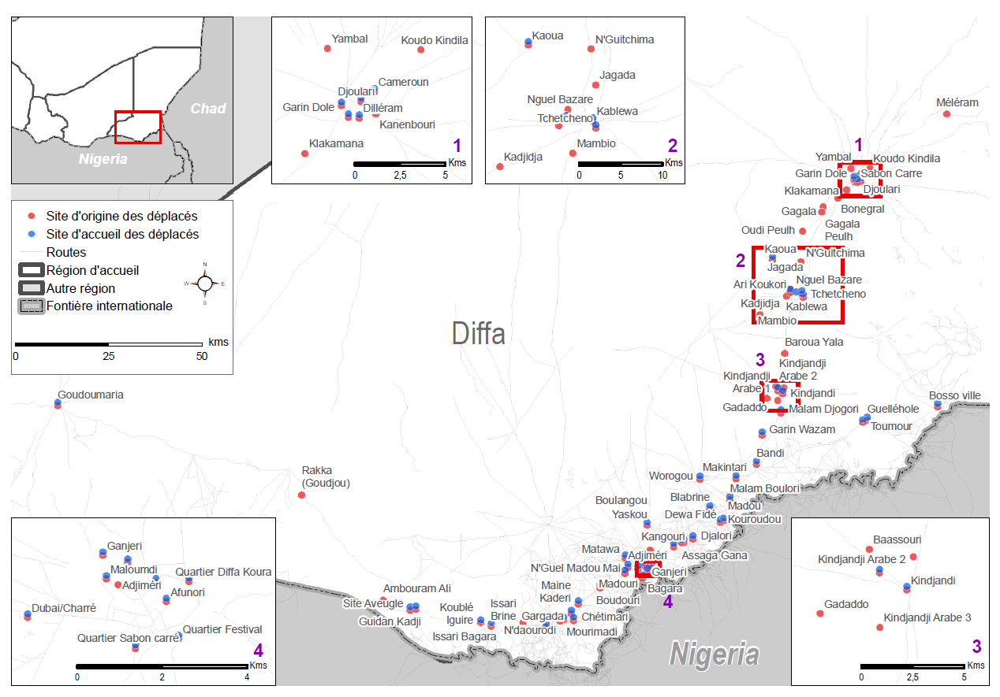 Chad
Nigeria
Yambal
Koudo Kindila
Cameroun
Djoulari
Garin Dole
Dilléram
Kanenbouri
Klakamana
1
0
2,5
5
Kms
Kaoua
N'Guitchima
Jagada
Nguel Bazare
Kablewa
Tchetcheno
Mambio
Kadjidja
2
0
5
10
Kms
Site d'origine des déplacés
Site d'accueil des déplacés
Routes
Région d'accueil
Autre région
Fontière internationale
N
W
E
S
0
25
50
kms
Méléram
1
Yambal
Koudo Kindila
Garin Dole
Sabon Carre
Klakamana
Djoulari
Gagala
Bonegral
Oudi Peulh
Gagala
Peulh
2
Kaoua
N'Guitchima
Jagada
Ari Koukori
Nguel Bazare
Tchetcheno
Kadjidja
Kablewa
Mambio
Diffa
Baroua Yala
3
Kindjandji
Arabe 2
Kindjandji
Arabe 1
Kindjandi
Gadaddo
Malam Djogori
Guelléhole
Toumour
Bosso ville
Garin Wazam
Bandi
Makintari
Worogou
Malam Boulori
Blabrine
Madou
Boulangou
Yaskou
Dewa Fidé
Kouroudou
Kangouri
Djalori
Matawa
Adjiméri
Assaga Gana
N'Guel Madou Mai
Ganjeri
Madouri
Bagara
4
Maine
Kaderi
Boudouri
Ambouram Ali
Site Aveugle
Guidan Kadji
Koublé
Iguire
Issari
Brine
Gargada
Chétimari
Issari Bagara
N'daourodi
Mourimadi
Goudoumaria
Rakka
(Goudjou)
Nigeria
Ganjeri
Maloumdi
Quartier Diffa Koura
Adjiméri
Afunori
Dubai/Charré
Quartier Festival
Quartier Sabon carré
4
0
2
4
Kms
Baassouri
Kindjandji Arabe 2
Kindjandi
Gadaddo
Kindjandji Arabe 3
3
0
2,5
5
Kms